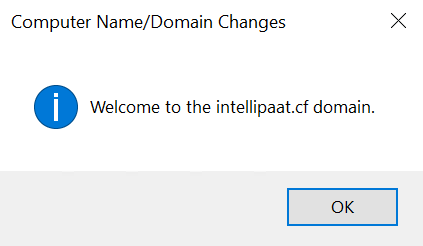 Computer Name/Domain Changes
Welcome to the intellipaat.cf domain.
OK